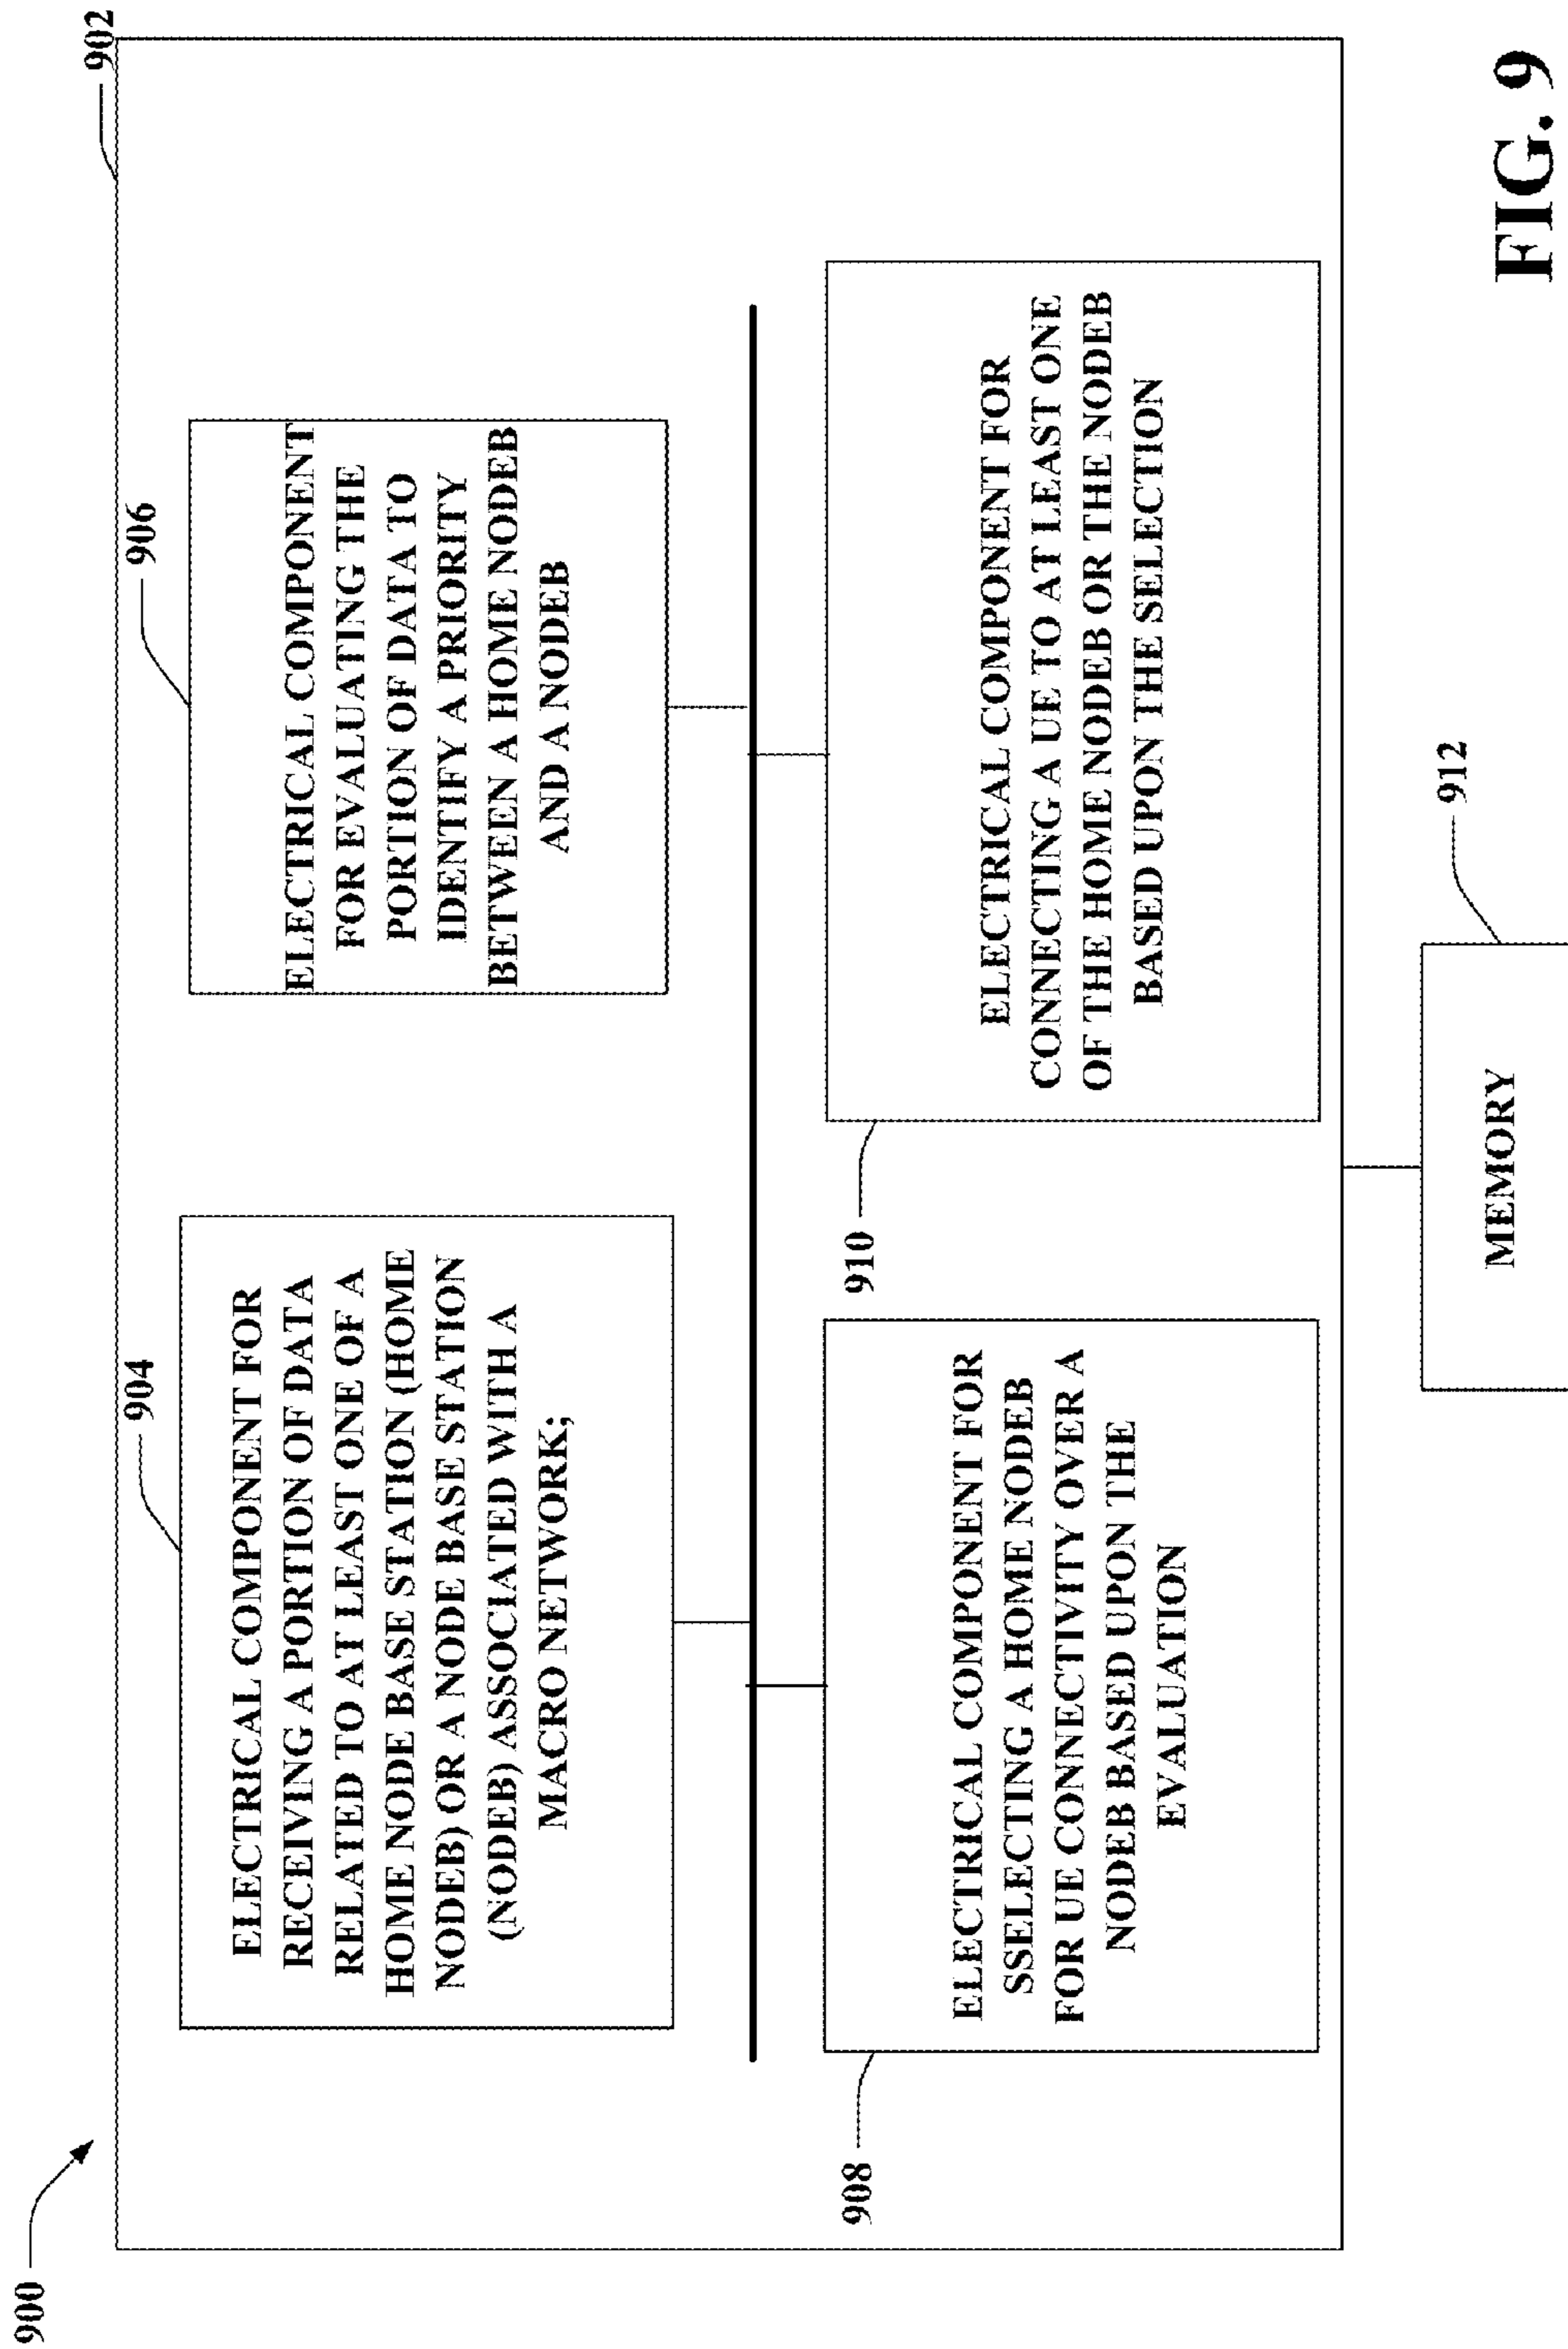 900
902
904
ELECTRICAL COMPONENT FOR
RECEIVING A PORTION OF DATA
RELATED TO AT LEAST ONE OF A
HOME NODE BASE STATION (HOME
NODEB) OR A NODE BASE STATION
(NODEB) ASSOCIATED WITH A
MACRO NETWORK;
906
ELECTRICAL COMPONENT
FOR EVALUATING THE
PORTION OF DATA TO
IDENTIFY A PRIORITY
BETWEEN A HOME NODEB
AND A NODEB
908
ELECTRICAL COMPONENT FOR
SSELECTING A HOME NODEB
FOR UE CONNECTIVITY OVER A
NODEB BASED UPON THE
EVALUATION
910
ELECTRICAL COMPONENT FOR
CONNECTING A UE TO AT LEAST ONE
OF THE HOME NODEB OR THE NODEB
BASED UPON THE SELECTION
912
MEMORY
FIG. 9